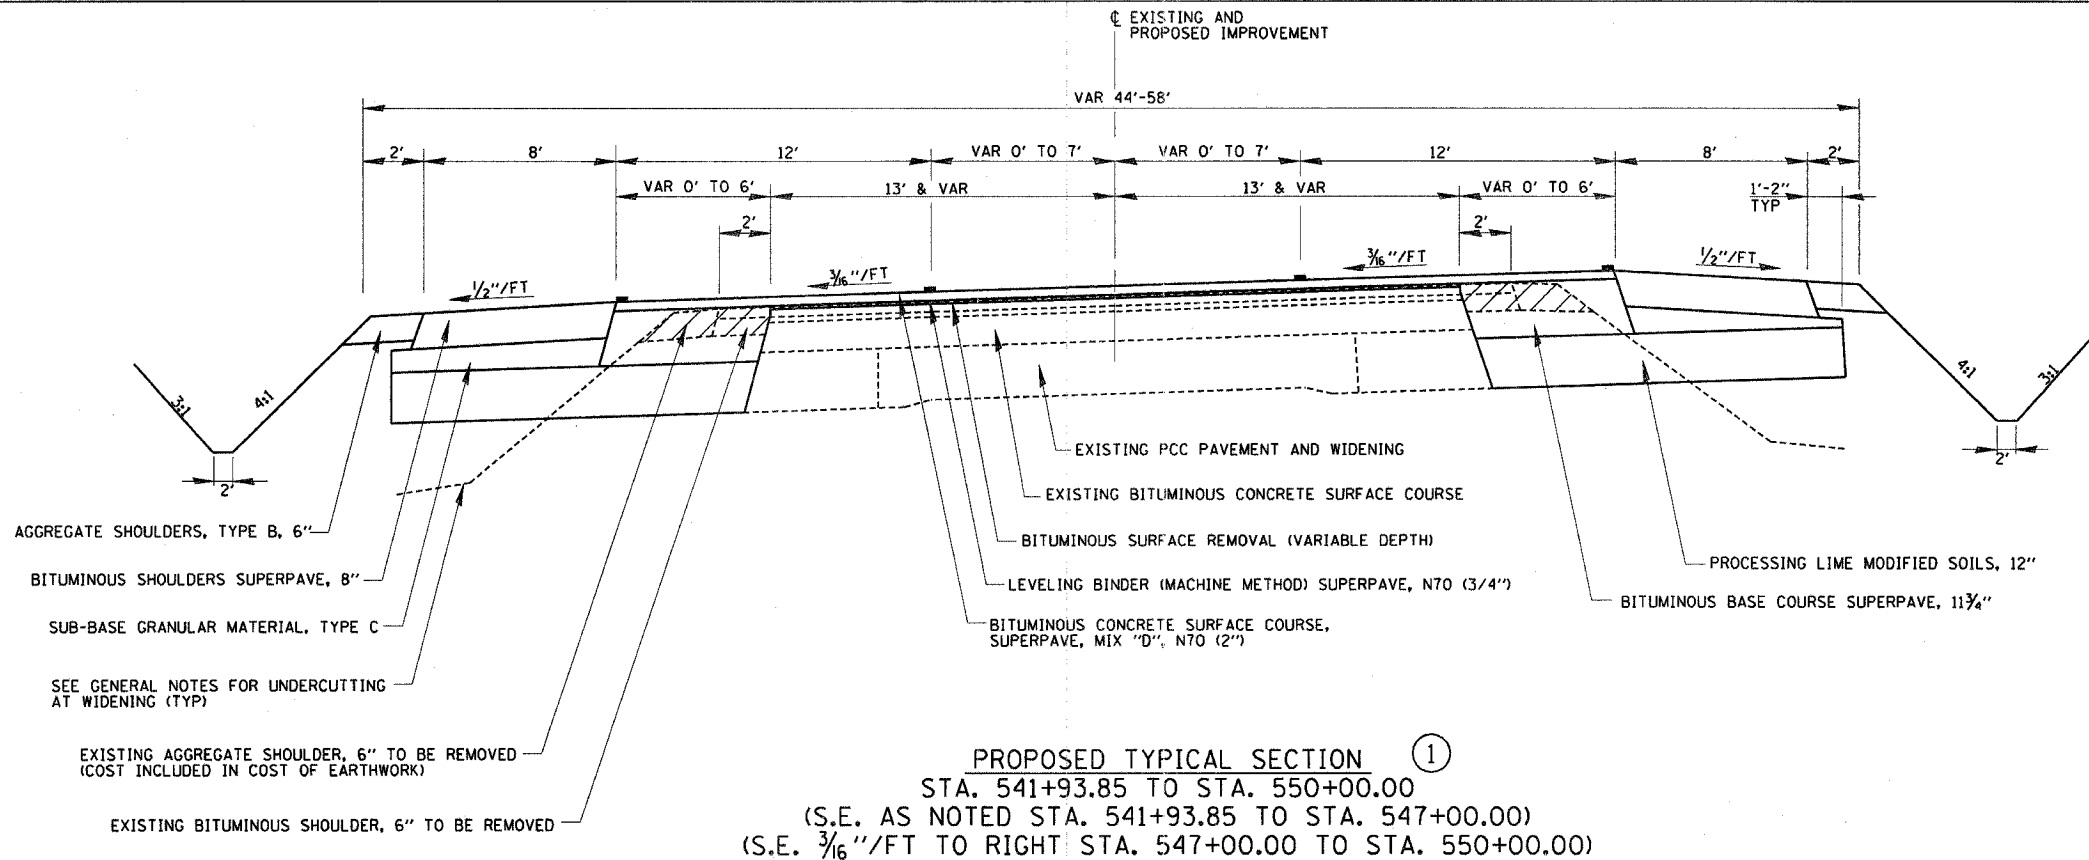 ℄ EXISTING AND
PROPOSED IMPROVEMENT
VAR 44'-58'
2' 8' 12' VAR 0' TO 7' VAR 0' TO 7' 12' 8' 2'
VAR 0' TO 6' 13' & VAR 13' & VAR VAR 0' TO 6' 1'-2"
TYP
2' 2'
1/2"/FT 3/16"/FT 3/16"/FT 1/2"/FT
3:1 4:1 4:1 3:1
2' 2'
EXISTING PCC PAVEMENT AND WIDENING
EXISTING BITUMINOUS CONCRETE SURFACE COURSE
AGGREGATE SHOULDERS, TYPE B, 6"
BITUMINOUS SURFACE REMOVAL (VARIABLE DEPTH)
PROCESSING LIME MODIFIED SOILS, 12"
BITUMINOUS SHOULDERS SUPERPAVE, 8"
LEVELING BINDER (MACHINE METHOD) SUPERPAVE, N70 (3/4")
BITUMINOUS BASE COURSE SUPERPAVE, 11 3/4"
SUB-BASE GRANULAR MATERIAL, TYPE C
BITUMINOUS CONCRETE SURFACE COURSE,
SUPERPAVE, MIX "D", N70 (2")
SEE GENERAL NOTES FOR UNDERCUTTING
AT WIDENING (TYP)
EXISTING AGGREGATE SHOULDER, 6" TO BE REMOVED
(COST INCLUDED IN COST OF EARTHWORK)
EXISTING BITUMINOUS SHOULDER, 6" TO BE REMOVED
PROPOSED TYPICAL SECTION 1
STA. 541+93.85 TO STA. 550+00.00
(S.E. AS NOTED STA. 541+93.85 TO STA. 547+00.00)
(S.E. 3/16"/FT TO RIGHT STA. 547+00.00 TO STA. 550+00.00)